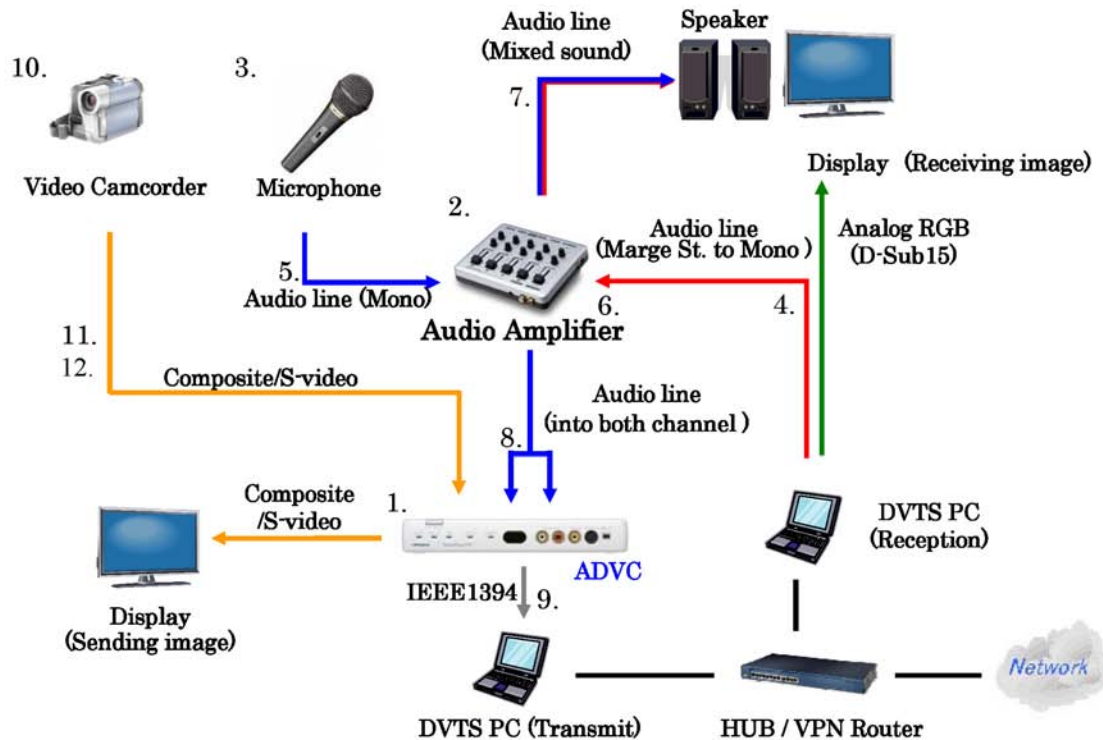 10.
Video Camcorder
3.
Microphone
Audio line
(Mixed sound)
7.
Speaker
Display (Receiving image)
2.
Audio Amplifier
5.
Audio line (Mono)
Audio line
(Marge St. to Mono )
6.
4.
Analog RGB
(D-Sub15)
11.
12.
Composite/S-video
Audio line
(into both channel )
8.
Composite
/S-video
1.
ADVC
IEEE1394
9.
Display
(Sending image)
DVTS PC
(Reception)
DVTS PC (Transmit)
HUB / VPN Router
Network